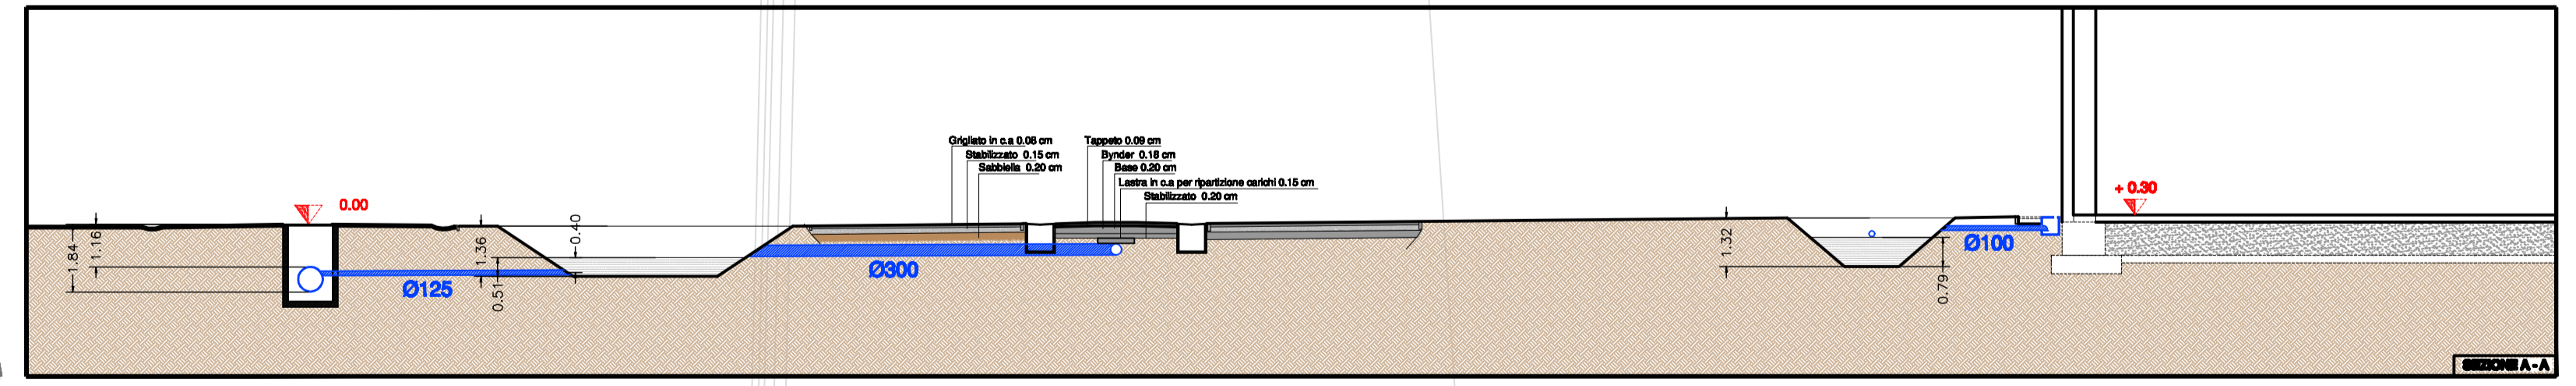 Grigliato in c.a 0.08 cm
Stabilizzato 0.15 cm
Sabbiella 0.20 cm
Tappeto 0.09 cm
Bynder 0.18 cm
Base 0.20 cm
Lastra in c.a per ripartizione carichi 0.15 cm
Stabilizzato 0.20 cm
0.00
+ 0.30
1.84
1.16
1.36
0.51
0.40
Ø125
Ø300
1.32
0.79
Ø100
SEZIONE A - A